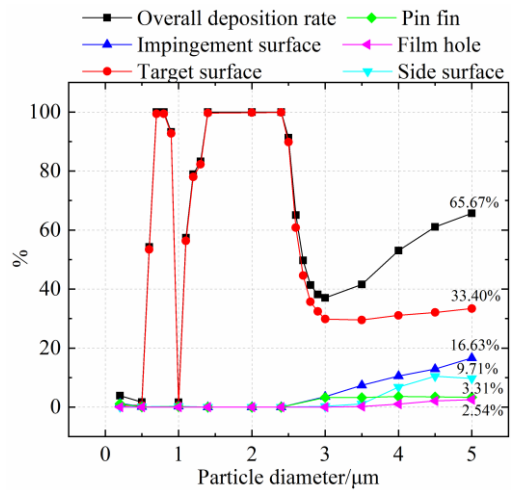 Overall deposition rate
Pin fin
Impingement surface
Film hole
Target surface
Side surface
100
80
60
40
20
0
%
65.67%
33.40%
16.63%
9.71%
3.31%
2.54%
0 1 2 3 4 5
Particle diameter/μm